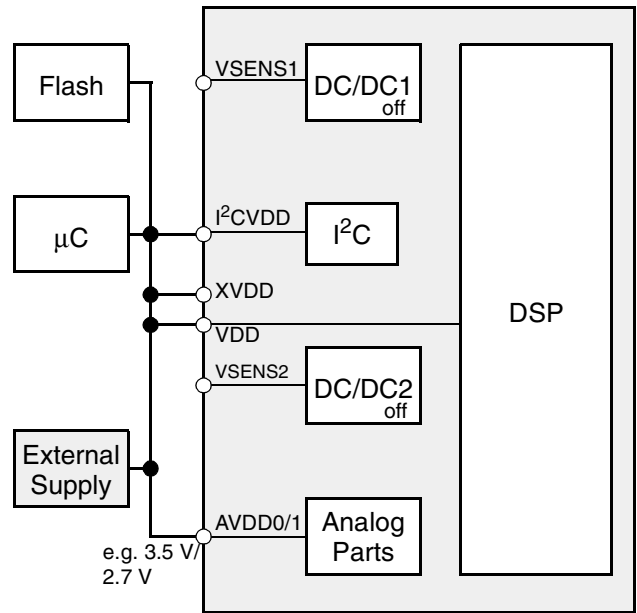 VSENS1
Flash
DC/DC1
off
I²CVDD
μC
I²C
XVDD
DSP
VDD
VSENS2
DC/DC2
off
External
Supply
AVDD0/1
Analog
Parts
e.g. 3.5 V/
2.7 V